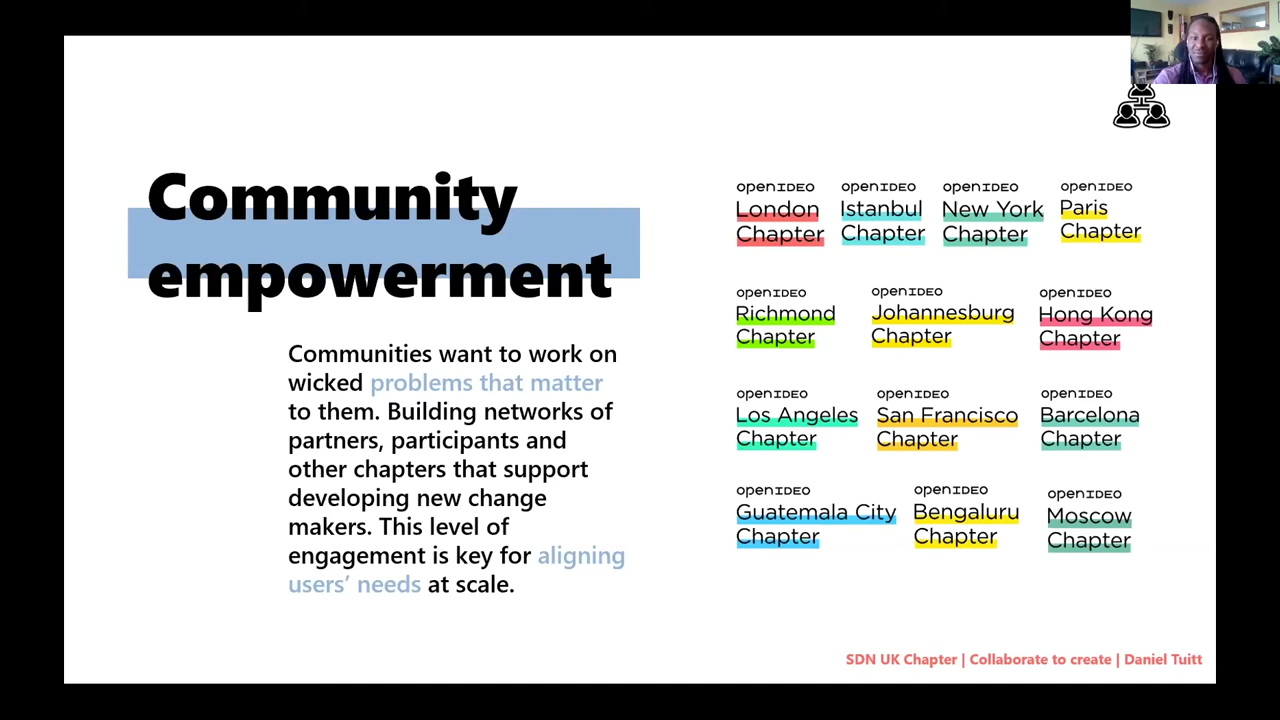 Community
empowerment
Communities want to work on
wicked problems that matter
to them. Building networks of
partners, participants and
other chapters that support
developing new change
makers. This level of
engagement is key for aligning
users’ needs at scale.
openIDEO
London
Chapter
openIDEO
Istanbul
Chapter
openIDEO
New York
Chapter
openIDEO
Paris
Chapter
openIDEO
Richmond
Chapter
openIDEO
Johannesburg
Chapter
openIDEO
Hong Kong
Chapter
openIDEO
Los Angeles
Chapter
openIDEO
San Francisco
Chapter
openIDEO
Barcelona
Chapter
openIDEO
Guatemala City
Chapter
openIDEO
Bengaluru
Chapter
openIDEO
Moscow
Chapter
SDN UK Chapter | Collaborate to create | Daniel Tuitt